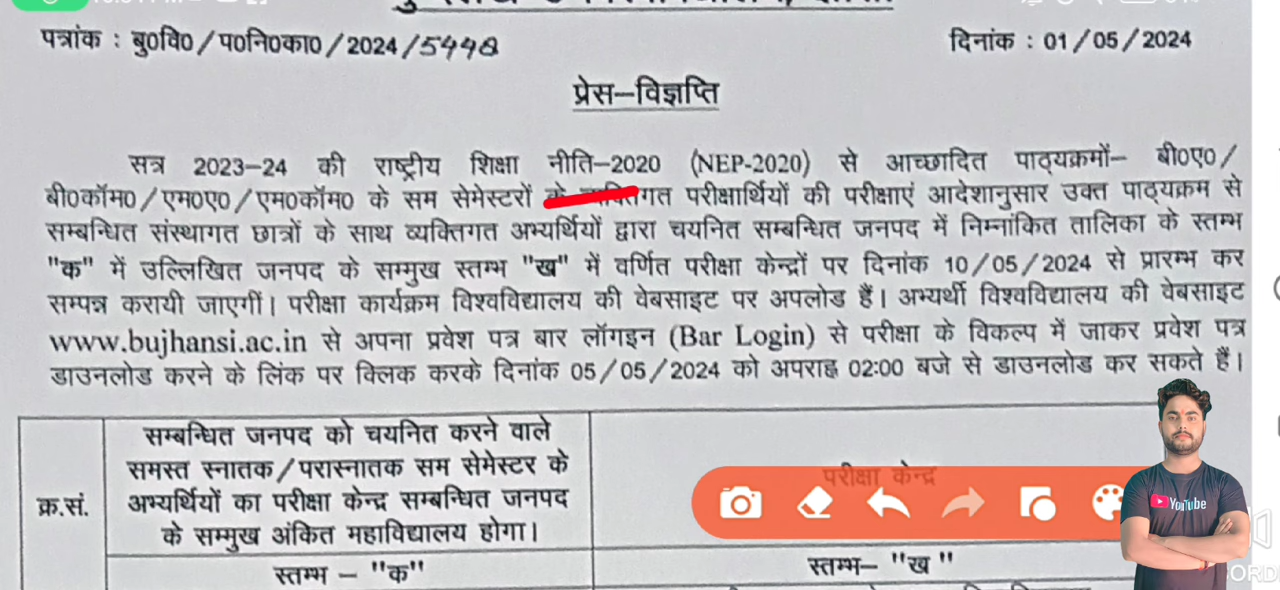 पत्रांक : बु0वि0/प0नि0का0/2024/5448
दिनांक : 01/05/2024
प्रेस–विज्ञप्ति
सत्र 2023–24 की राष्ट्रीय शिक्षा नीति–2020 (NEP-2020) से आच्छादित पाठ्यक्रमों– बी0ए0/
बी0कॉम0/एम0ए0/एम0कॉम0 के सम सेमेस्टरों परीक्षार्थियों की परीक्षाएं आदेशानुसार उक्त पाठ्यक्रम से
सम्बन्धित संस्थागत छात्रों के साथ व्यक्तिगत अभ्यर्थियों द्वारा चयनित सम्बन्धित जनपद में निम्नांकित तालिका के स्तम्भ
"क" में उल्लिखित जनपद के सम्मुख स्तम्भ "ख" में वर्णित परीक्षा केन्द्रों पर दिनांक 10/05/2024 से प्रारम्भ कर
सम्पन्न करायी जाएगीं। परीक्षा कार्यक्रम विश्वविद्यालय की वेबसाइट पर अपलोड हैं। अभ्यर्थी विश्वविद्यालय की वेबसाइट
www.bujhansi.ac.in से अपना प्रवेश पत्र बार लॉगइन (Bar Login) से परीक्षा के विकल्प में जाकर प्रवेश पत्र
डाउनलोड करने के लिंक पर क्लिक करके दिनांक 05/05/2024 को अपराह्न 02:00 बजे से डाउनलोड कर सकते हैं।
क्र.सं.
सम्बन्धित जनपद को चयनित करने वाले
समस्त स्नातक/परास्नातक सम सेमेस्टर के
अभ्यर्थियों का परीक्षा केन्द्र सम्बन्धित जनपद
के सम्मुख अंकित महाविद्यालय होगा।
परीक्षा केन्द्र
स्तम्भ – "क"
स्तम्भ– "ख"
YouTube